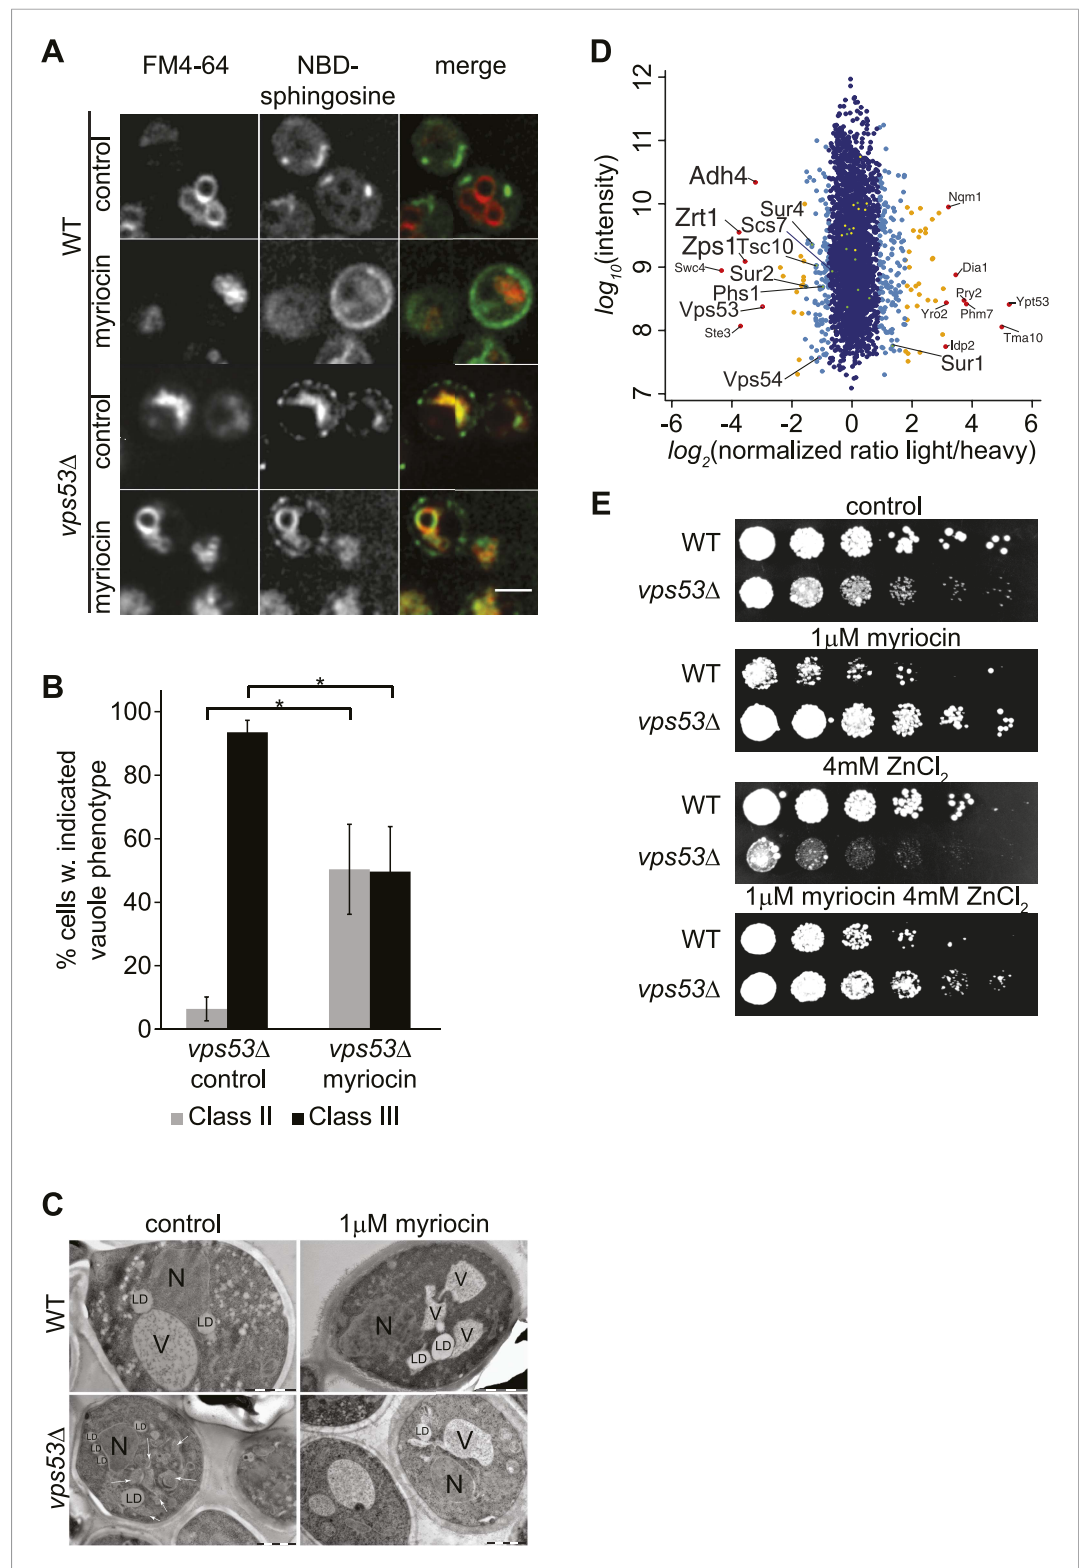 A
FM4-64
NBD-
sphingosine
merge
WT
control
myriocin
vps53Δ
control
myriocin
B
% cells w. indicated
vauole phenotype
100
80
60
40
20
0
*
*
vps53Δ
control
vps53Δ
myriocin
Class II
Class III
C
control
1μM myriocin
WT
vps53Δ
N
LD
LD
V
V
V
N
LD
V
LD
LD
LD
LD
LD
N
LD
LD
V
N
D
log10(intensity)
12
11
10
9
8
7
Adh4
Zrt1
Sur4
Scs7
Zps1
Tsc10
Swc4
Sur2
Phs1
Vps53
Ste3
Vps54
Nqm1
Dia1
Pry2
Ypt53
Yro2
Phm7
Tma10
Idp2
Sur1
-6
-4
-2
0
2
4
6
log2(normalized ratio light/heavy)
E
control
WT
vps53Δ
1μM myriocin
WT
vps53Δ
4mM ZnCl2
WT
vps53Δ
1μM myriocin 4mM ZnCl2
WT
vps53Δ